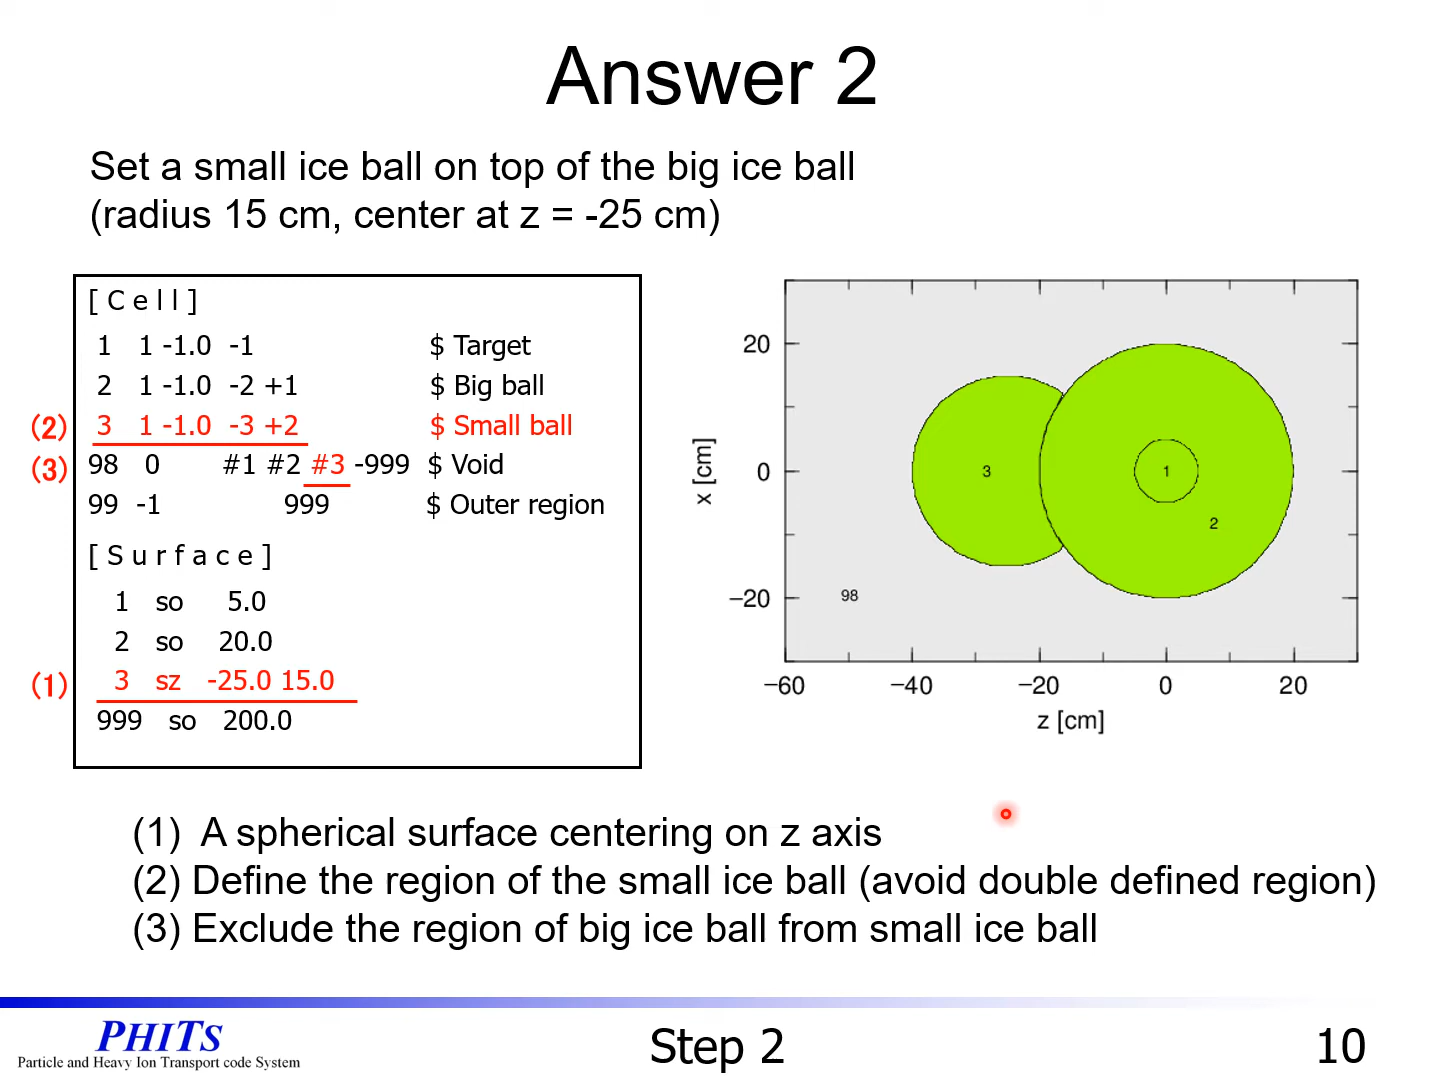 Answer 2
Set a small ice ball on top of the big ice ball
(radius 15 cm, center at z = -25 cm)
[ C e l l ]
1 1 -1.0 -1 $ Target
2 1 -1.0 -2 +1 $ Big ball
(2) 3 1 -1.0 -3 +2 $ Small ball
(3) 98 0 #1 #2 #3 -999 $ Void
99 -1 999 $ Outer region
[ S u r f a c e ]
1 so 5.0
2 so 20.0
(1) 3 sz -25.0 15.0
999 so 200.0
20
0
−20
x [cm]
3
1
2
98
−60 −40 −20 0 20
z [cm]
(1) A spherical surface centering on z axis
(2) Define the region of the small ice ball (avoid double defined region)
(3) Exclude the region of big ice ball from small ice ball
PHITS
Particle and Heavy Ion Transport code System
Step 2
10